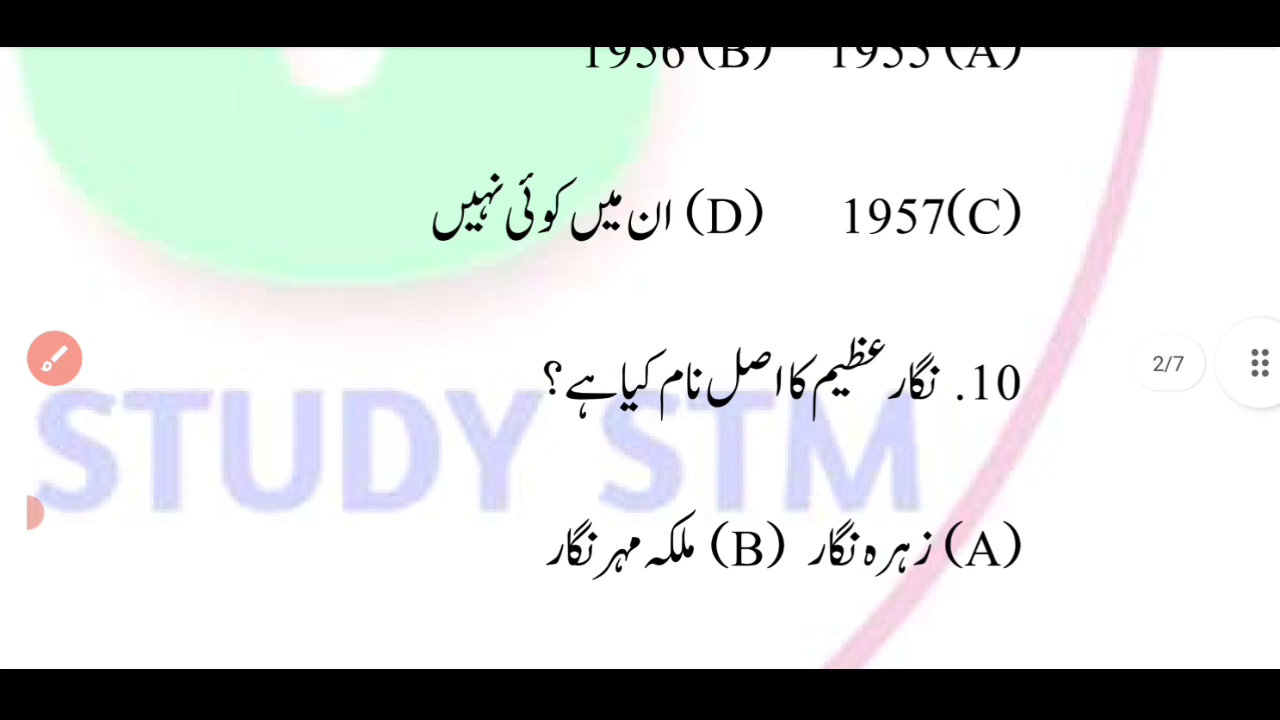 (A) 1955 (B) 1956
(C)1957 (D) ان میں کوئی نہیں
10. نگار عظیم کا اصل نام کیا ہے؟
2/7
STUDY STM
(A) زہرہ نگار (B) ملکہ مہر نگار